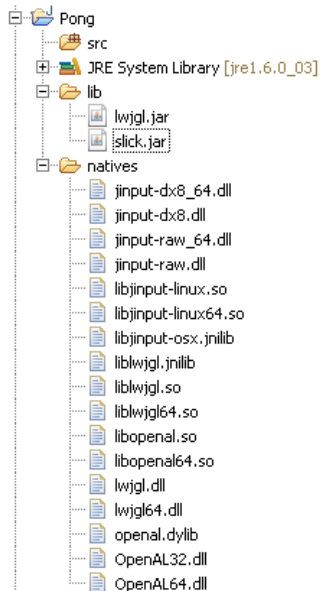 Pong
src
JRE System Library [jre1.6.0_03]
lib
lwjgl.jar
slick.jar
natives
jinput-dx8_64.dll
jinput-dx8.dll
jinput-raw_64.dll
jinput-raw.dll
libjinput-linux.so
libjinput-linux64.so
libjinput-osx.jnilib
liblwjgl.jnilib
liblwjgl.so
liblwjgl64.so
libopenal.so
libopenal64.so
lwjgl.dll
lwjgl64.dll
openal.dylib
OpenAL32.dll
OpenAL64.dll